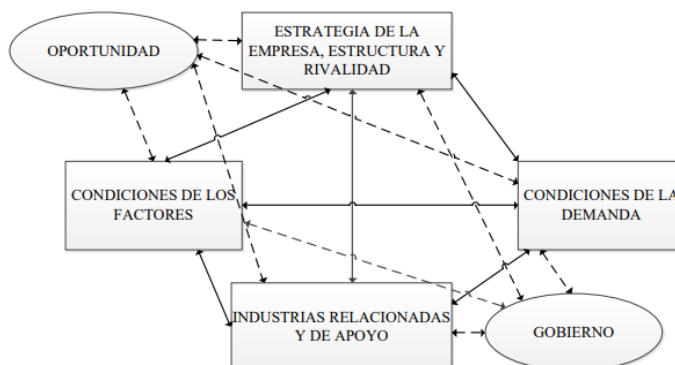 OPORTUNIDAD
ESTRATEGIA DE LA
EMPRESA, ESTRUCTURA Y
RIVALIDAD
CONDICIONES DE LOS
FACTORES
CONDICIONES DE LA
DEMANDA
INDUSTRIAS RELACIONADAS
Y DE APOYO
GOBIERNO